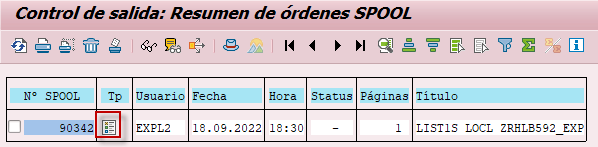 Control de salida: Resumen de órdenes SPOOL
N° SPOOL Tp Usuario Fecha Hora Status Páginas Título
90342 EXPL2 18.09.2022 18:30 - 1 LIST1S LOCL ZRHLB592_EXP